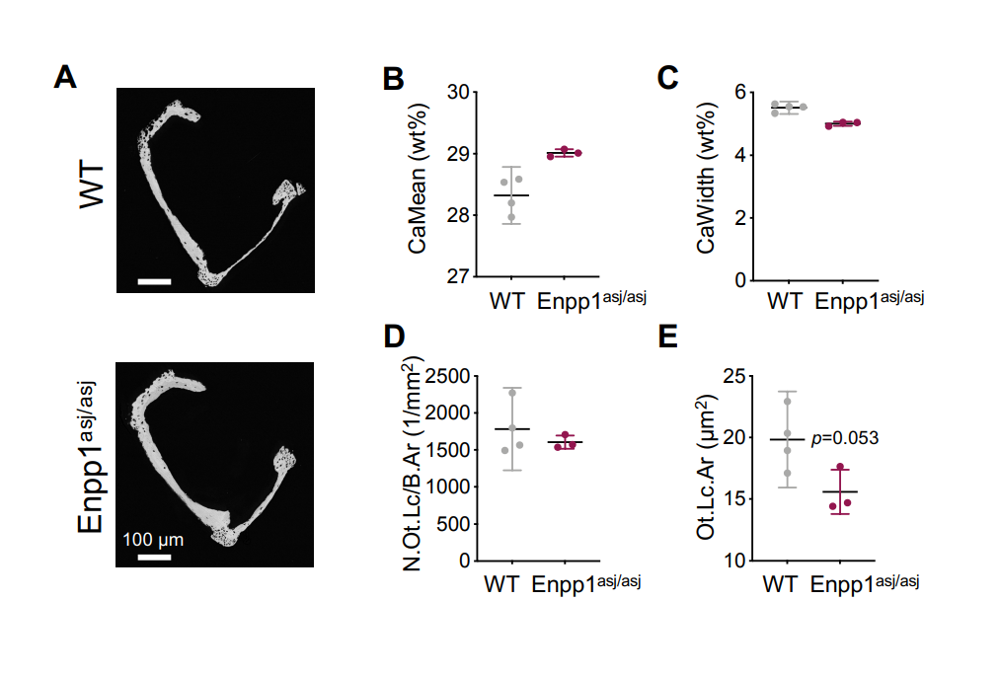 A
WT
Enpp1asj/asj
100 µm
B
CaMean (wt%)
30
29
28
27
WT Enpp1asj/asj
C
CaWidth (wt%)
6
4
2
0
WT Enpp1asj/asj
D
N.Ot.Lc/B.Ar (1/mm2)
2500
2000
1500
1000
500
0
WT Enpp1asj/asj
E
Ot.Lc.Ar (µm2)
25
20
15
10
p=0.053
WT Enpp1asj/asj